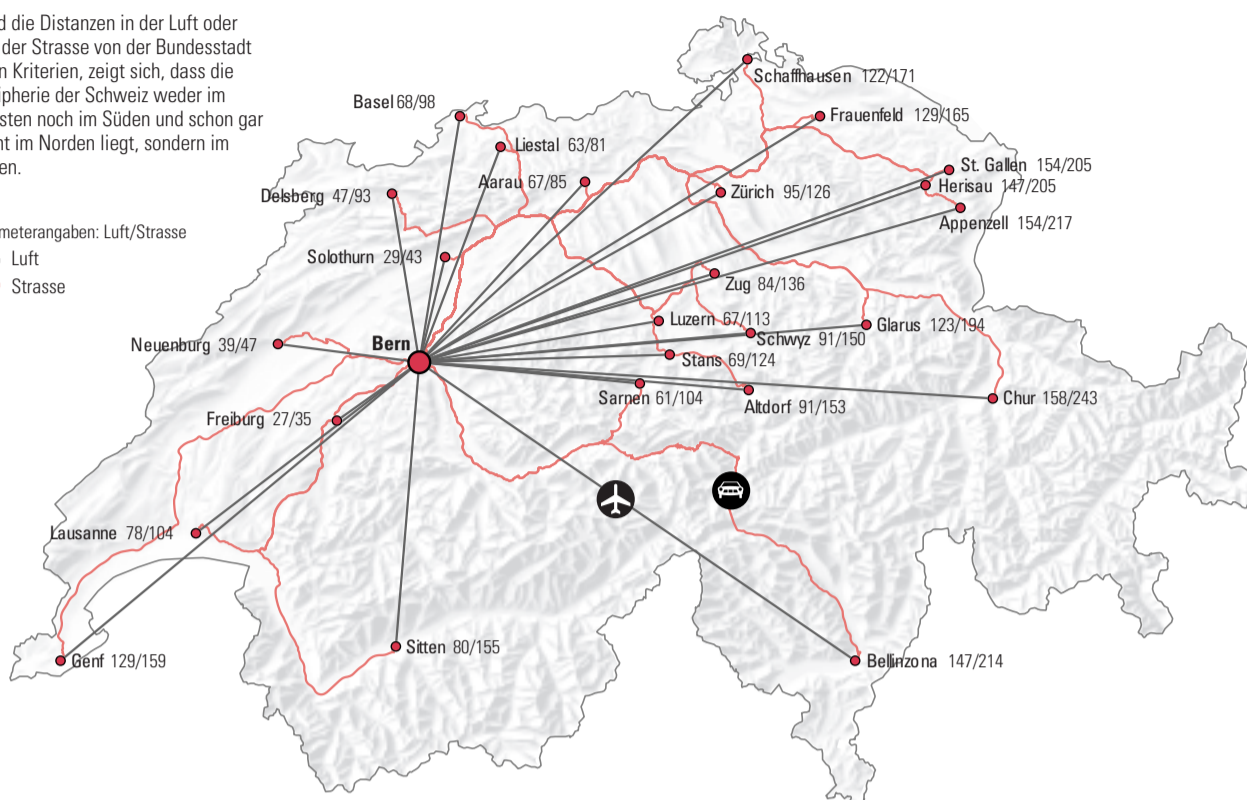 d die Distanzen in der Luft oder
der Strasse von der Bundesstadt
n Kriterien, zeigt sich, dass die
ipherie der Schweiz weder im
sten noch im Süden und schon gar
t im Norden liegt, sondern im
en.
meterangaben: Luft/Strasse
Luft
Strasse
Schaffhausen 122/171
Basel 68/98
Frauenfeld 129/165
Liestal 63/81
St. Gallen 154/205
Aarau 67/85
Herisau 147/205
Delsberg 47/93
Zürich 95/126
Appenzell 154/217
Solothurn 29/43
Zug 84/136
Luzern 67/113
Glarus 123/194
Schwyz 91/150
Neuenburg 39/47
Bern
Stans 69/124
Sarnen 61/104
Altdorf 91/153
Chur 158/243
Freiburg 27/35
Lausanne 78/104
Sitten 80/155
Genf 129/159
Bellinzona 147/214